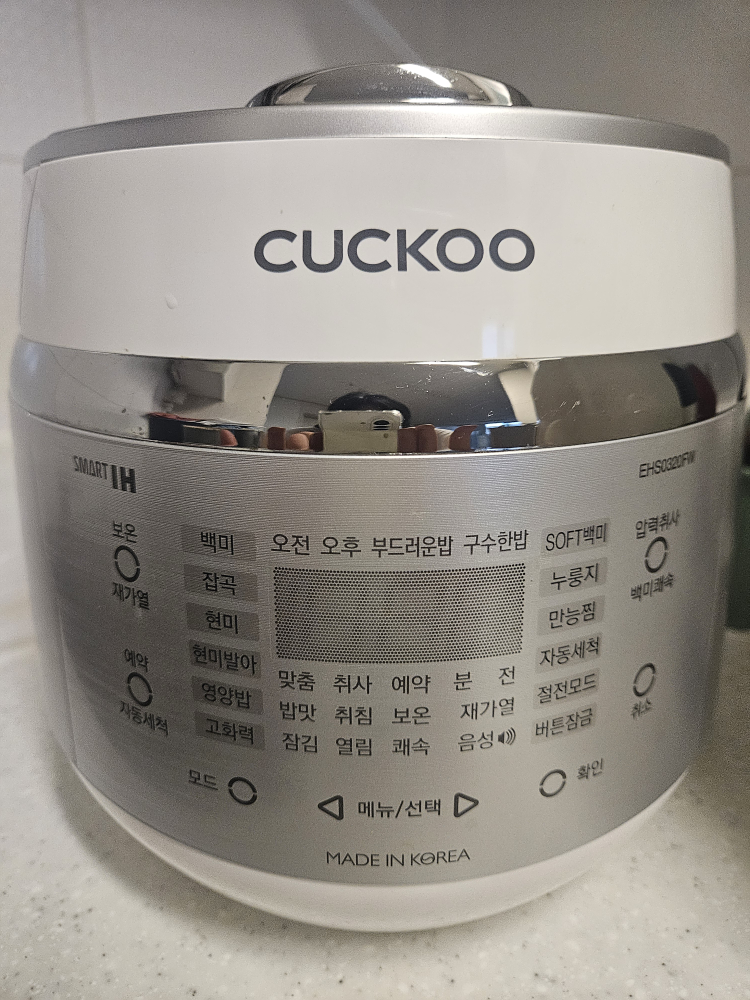 CUCKOO
SMART IH
EHS0320FW
보온
재가열
예약
자동세척
백미
잡곡
현미
현미발아
영양밥
고화력
오전 오후 부드러운밥 구수한밥
맞춤 취사 예약 분 전
밥맛 취침 보온 재가열
잠김 열림 쾌속 음성
SOFT백미
누룽지
만능찜
자동세척
절전모드
버튼잠금
압력취사
백미쾌속
취소
모드
메뉴/선택
확인
MADE IN KOREA